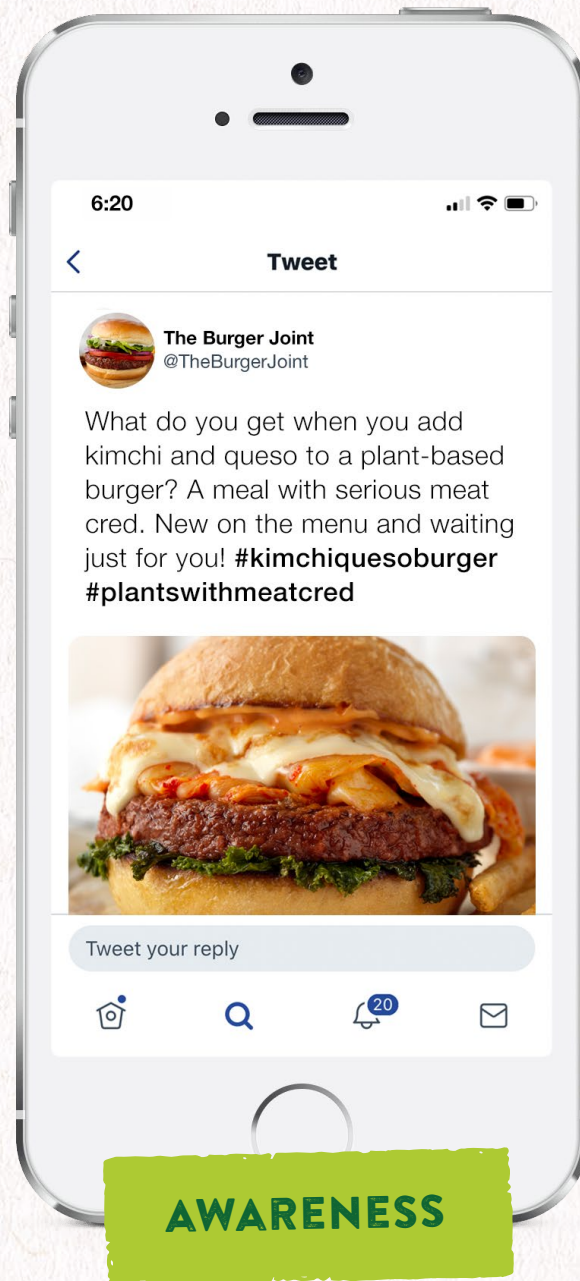 6:20
Tweet
The Burger Joint
@TheBurgerJoint
What do you get when you add
kimchi and queso to a plant-based
burger? A meal with serious meat
cred. New on the menu and waiting
just for you! #kimchiquesoburger
#plantswithmeatcred
Tweet your reply
20
AWARENESS